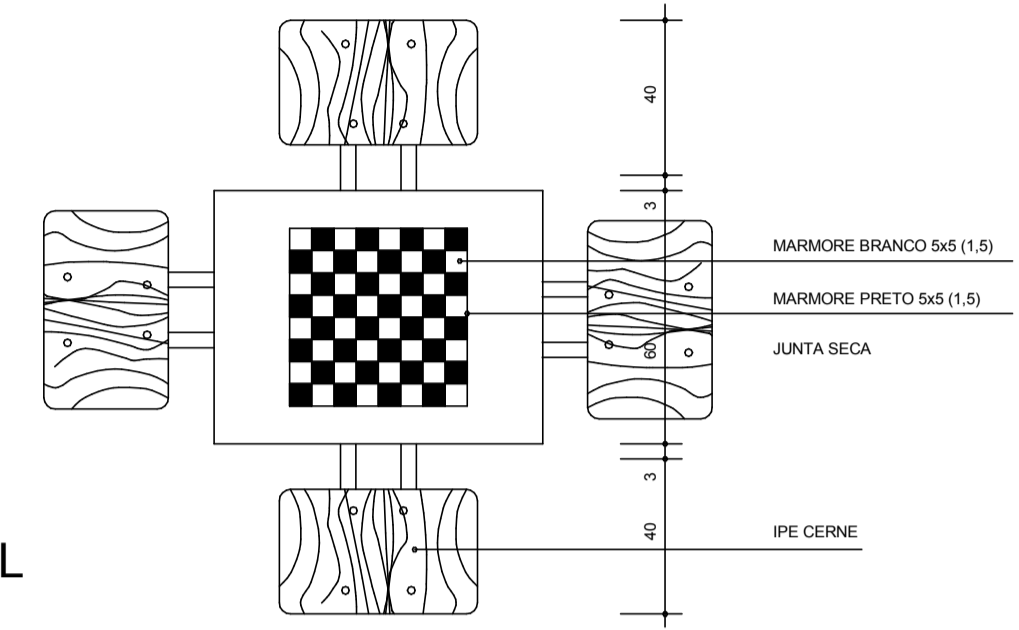 40
3
MARMORE BRANCO 5x5 (1,5)
MARMORE PRETO 5x5 (1,5)
60
JUNTA SECA
3
40
IPE CERNE
L